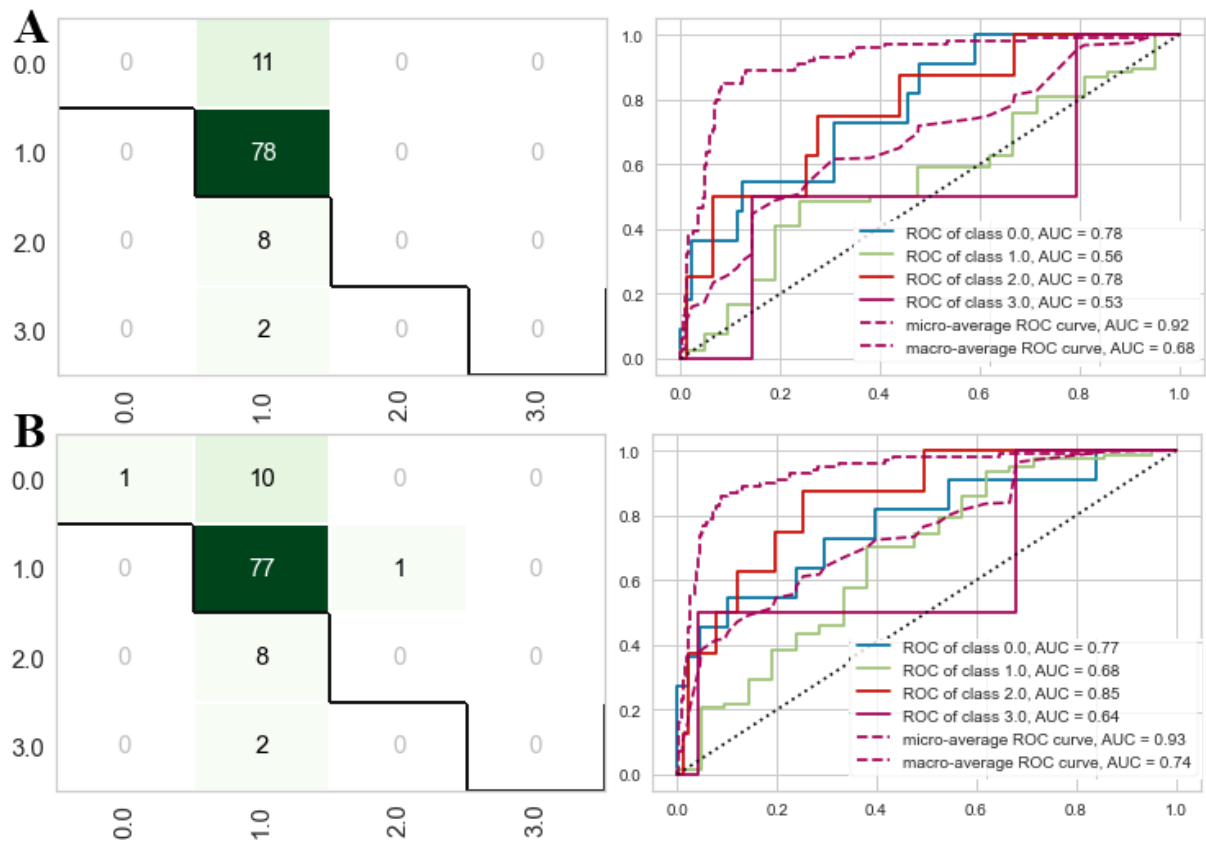 A
0.0 0 11 0 0
1.0 0 78 0 0
2.0 0 8 0 0
3.0 0 2 0 0
0.0 1.0 2.0 3.0
1.0
0.8
0.6
0.4
0.2
0.0
ROC of class 0.0, AUC = 0.78
ROC of class 1.0, AUC = 0.56
ROC of class 2.0, AUC = 0.78
ROC of class 3.0, AUC = 0.53
micro-average ROC curve, AUC = 0.92
macro-average ROC curve, AUC = 0.68
0.0 0.2 0.4 0.6 0.8 1.0
B
0.0 1 10 0 0
1.0 0 77 1 0
2.0 0 8 0 0
3.0 0 2 0 0
0.0 1.0 2.0 3.0
1.0
0.8
0.6
0.4
0.2
0.0
ROC of class 0.0, AUC = 0.77
ROC of class 1.0, AUC = 0.68
ROC of class 2.0, AUC = 0.85
ROC of class 3.0, AUC = 0.64
micro-average ROC curve, AUC = 0.93
macro-average ROC curve, AUC = 0.74
0.0 0.2 0.4 0.6 0.8 1.0